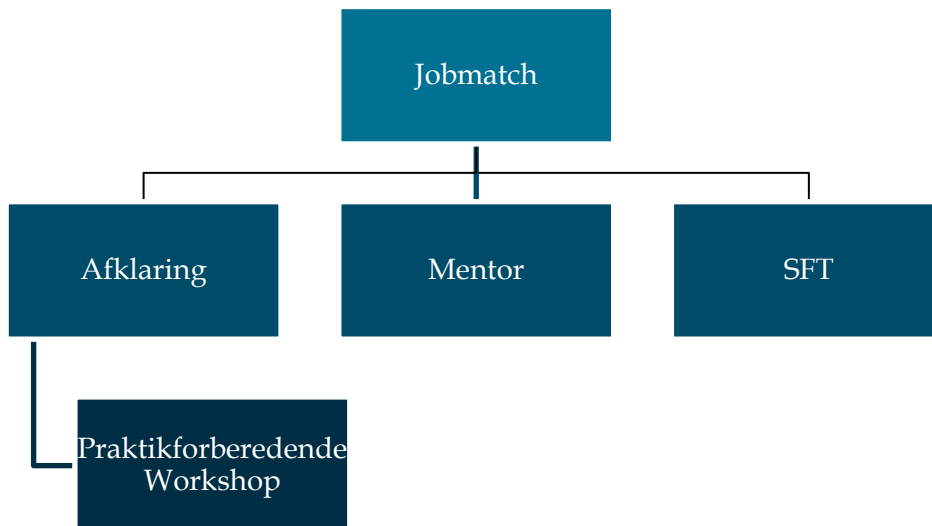 Jobmatch
Afklaring
Mentor
SFT
Praktikforberedende
Workshop